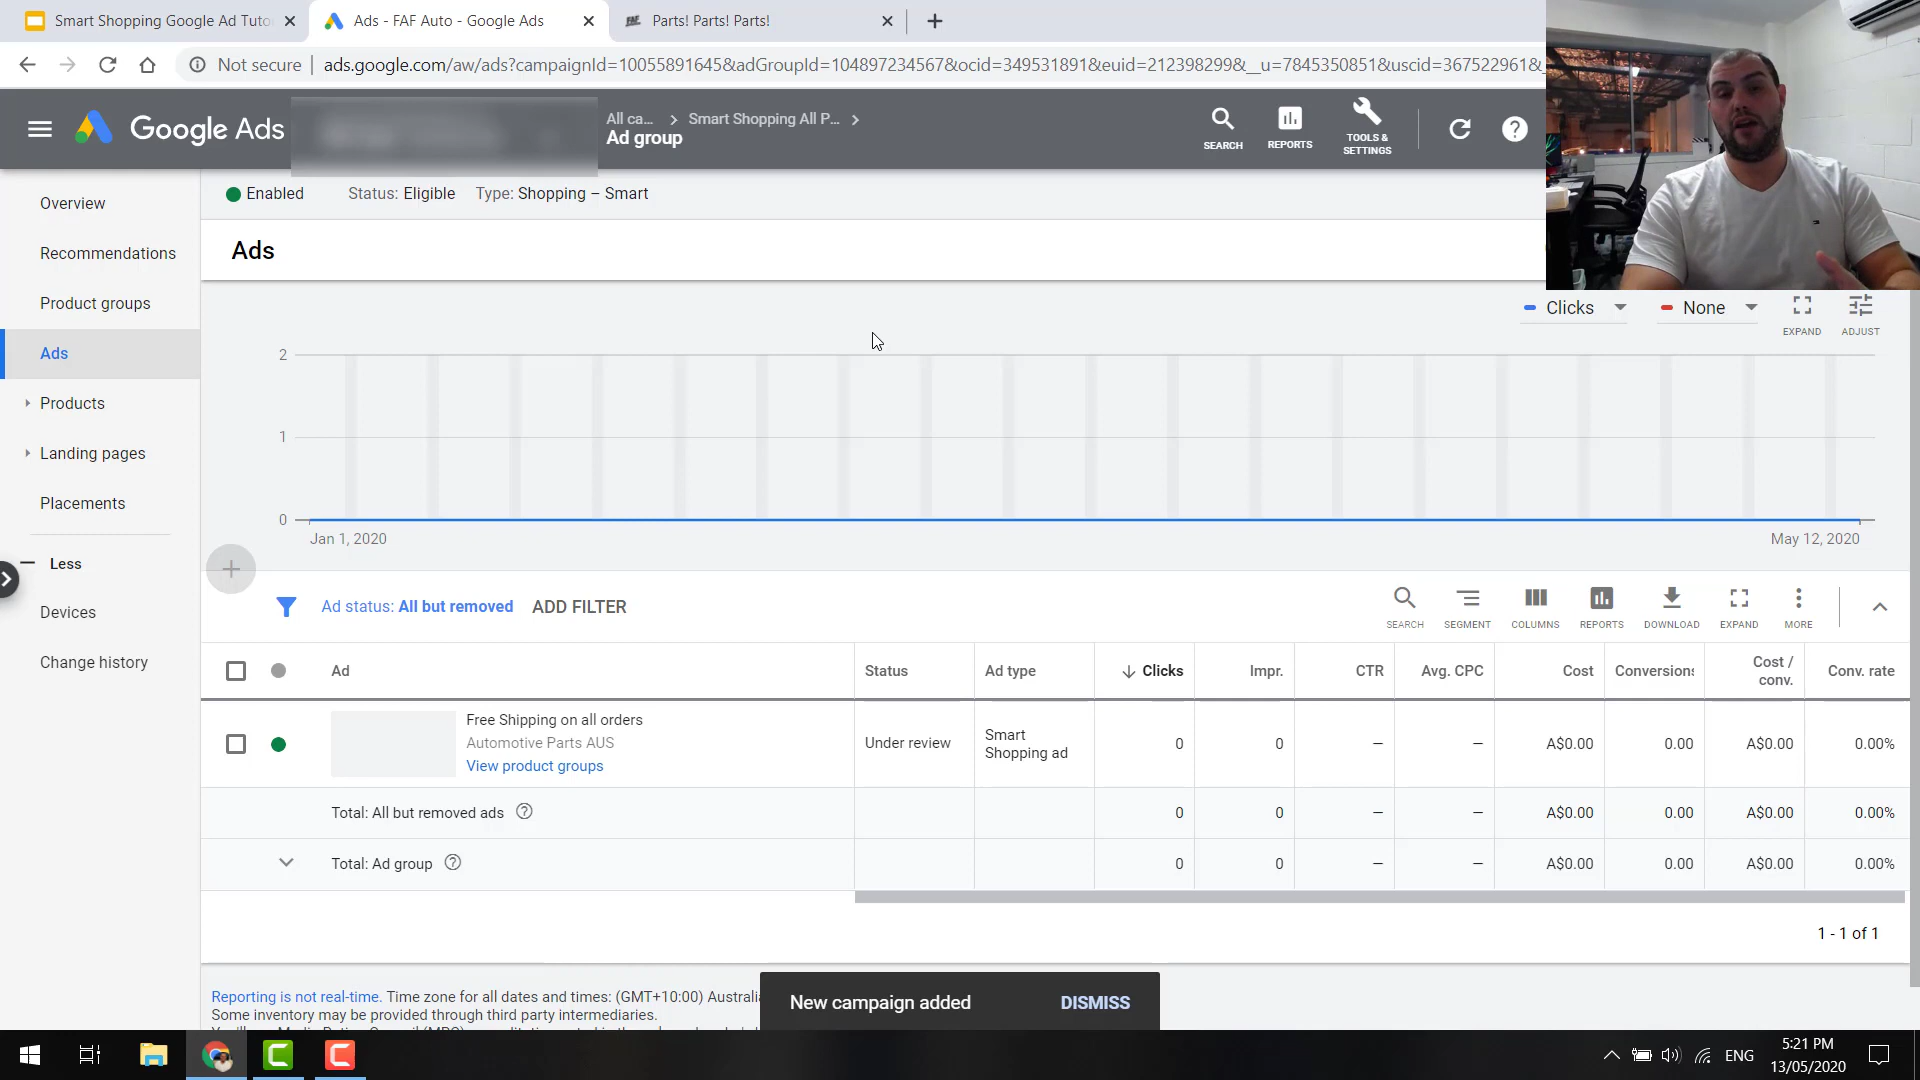 Smart Shopping Google Ad Tuto
Ads - FAF Auto - Google Ads
Parts! Parts! Parts!
Not secure
ads.google.com/aw/ads?campaignId=10055891645&adGroupId=104897234567&ocid=349531891&euid=212398299&__u=7845350851&uscid=367522961&
Google Ads
All ca...
Smart Shopping All P...
Ad group
SEARCH
REPORTS
TOOLS &
SETTINGS
Enabled
Status: Eligible
Type: Shopping – Smart
Overview
Recommendations
Product groups
Ads
Products
Landing pages
Placements
Less
Devices
Change history
Ads
Clicks
None
EXPAND
ADJUST
2
1
0
Jan 1, 2020
May 12, 2020
Ad status: All but removed
ADD FILTER
SEARCH
SEGMENT
COLUMNS
REPORTS
DOWNLOAD
EXPAND
MORE
Ad
Status
Ad type
Clicks
Impr.
CTR
Avg. CPC
Cost
Conversions
Cost /
conv.
Conv. rate
Free Shipping on all orders
Automotive Parts AUS
View product groups
Under review
Smart
Shopping ad
0
0
–
–
A$0.00
0.00
A$0.00
0.00%
Total: All but removed ads
0
0
–
–
A$0.00
0.00
A$0.00
0.00%
Total: Ad group
0
0
–
–
A$0.00
0.00
A$0.00
0.00%
1 - 1 of 1
Reporting is not real-time. Time zone for all dates and times: (GMT+10:00) Australia
Some inventory may be provided through third party intermediaries.
New campaign added
DISMISS
ENG
5:21 PM
13/05/2020